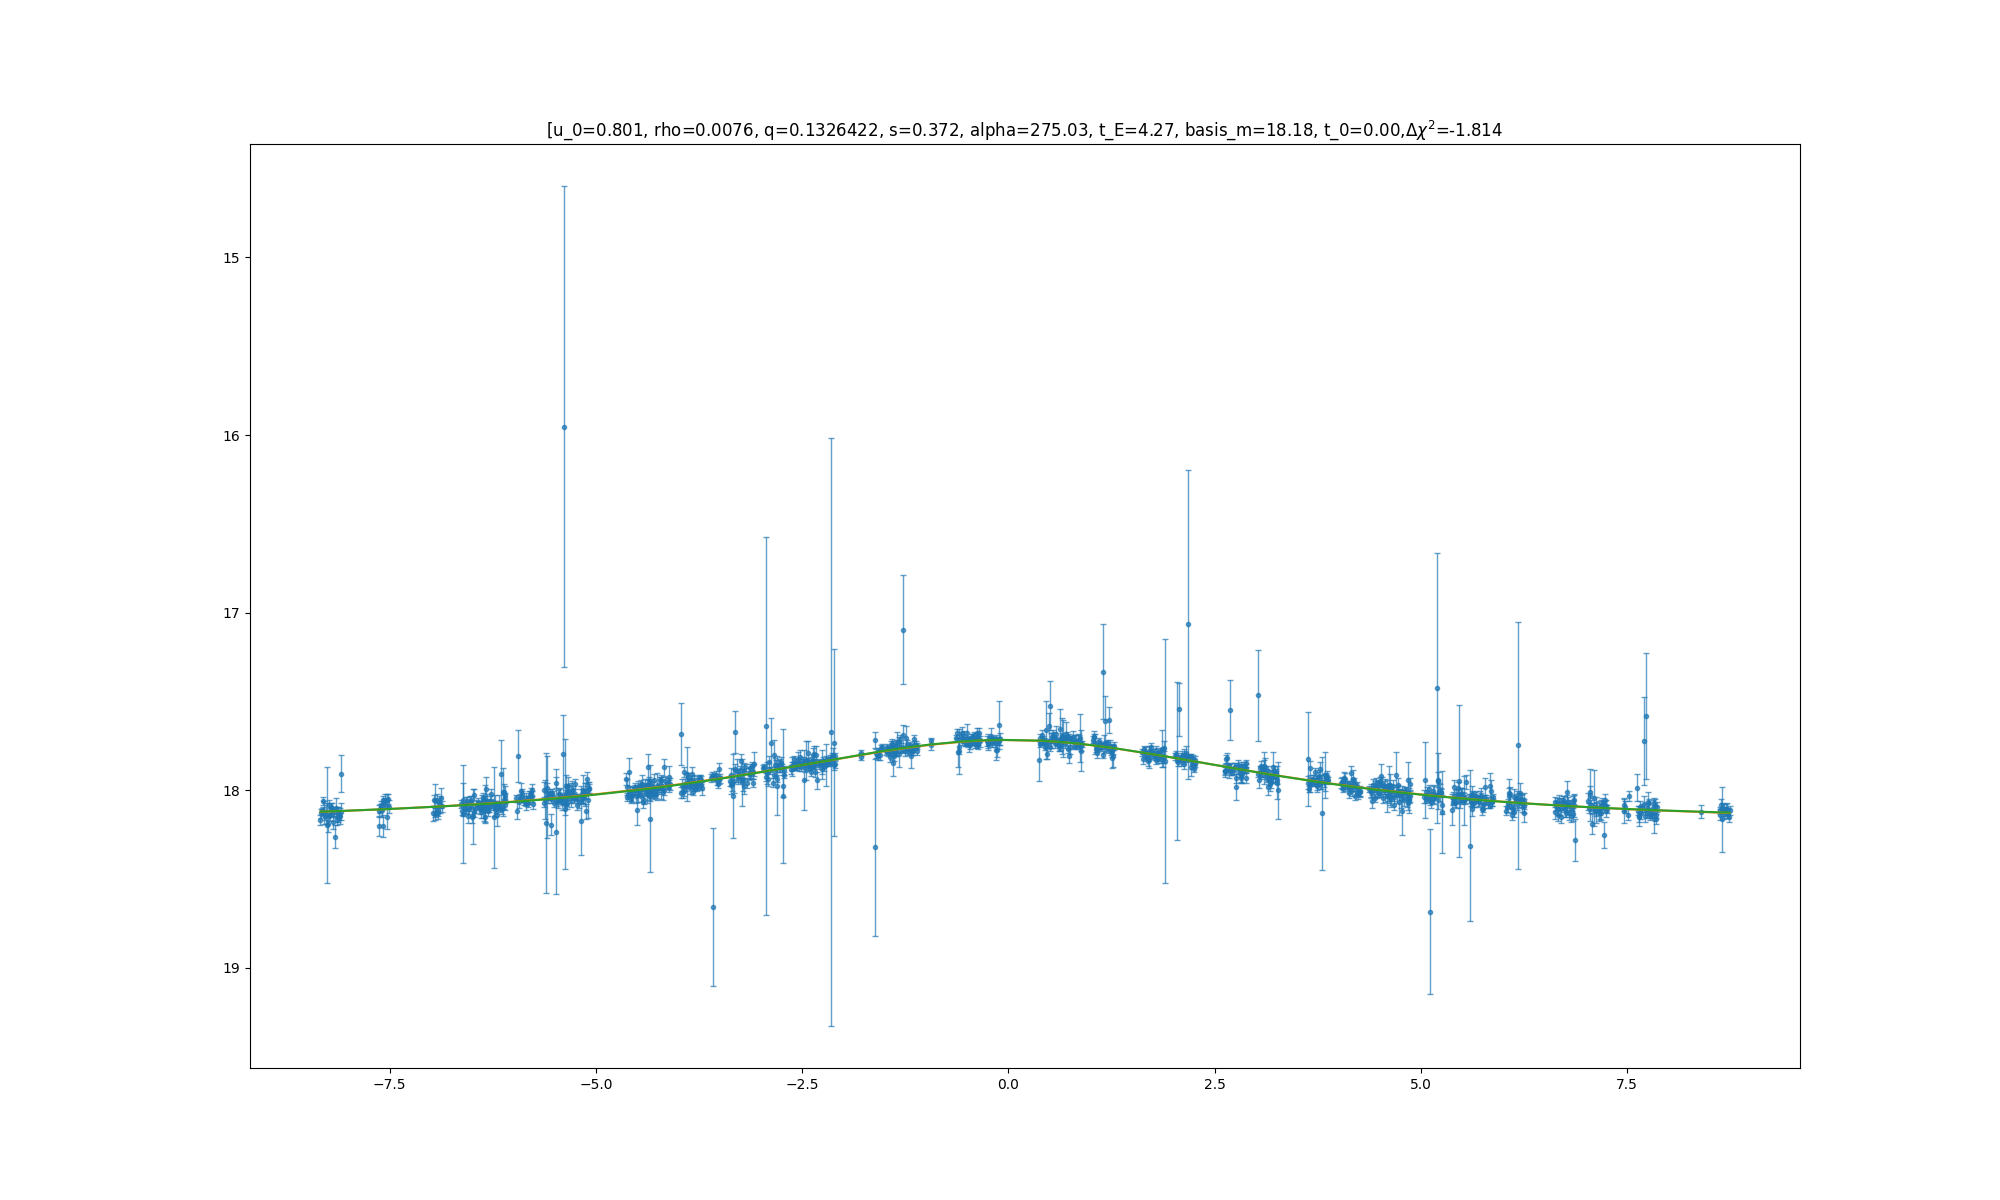 [u_0=0.801, rho=0.0076, q=0.1326422, s=0.372, alpha=275.03, t_E=4.27, basis_m=18.18, t_0=0.00,Δχ²=-1.814
15
16
17
18
19
−7.5 −5.0 −2.5 0.0 2.5 5.0 7.5